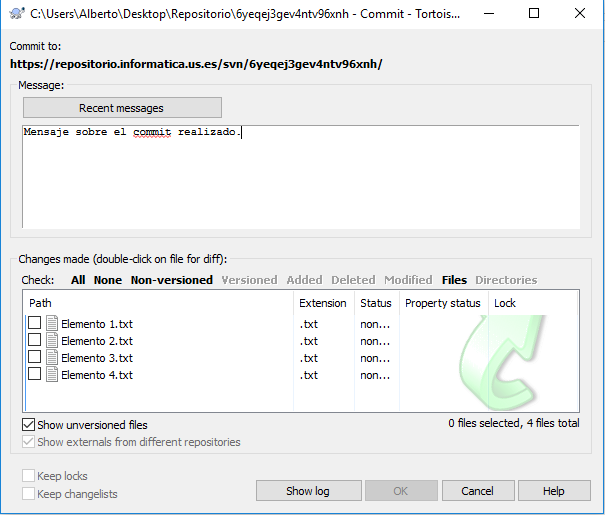 C:\Users\Alberto\Desktop\Repositorio\6yeqej3gev4ntv96xnh - Commit - Tortois...
Commit to:
https://repositorio.informatica.us.es/svn/6yeqej3gev4ntv96xnh/
Message:
Recent messages
Mensaje sobre el commit realizado.
Changes made (double-click on file for diff):
Check: All None Non-versioned Versioned Added Deleted Modified Files Directories
Path Extension Status Property status Lock
Elemento 1.txt .txt non...
Elemento 2.txt .txt non...
Elemento 3.txt .txt non...
Elemento 4.txt .txt non...
Show unversioned files 0 files selected, 4 files total
Show externals from different repositories
Keep locks
Keep changelists
Show log OK Cancel Help